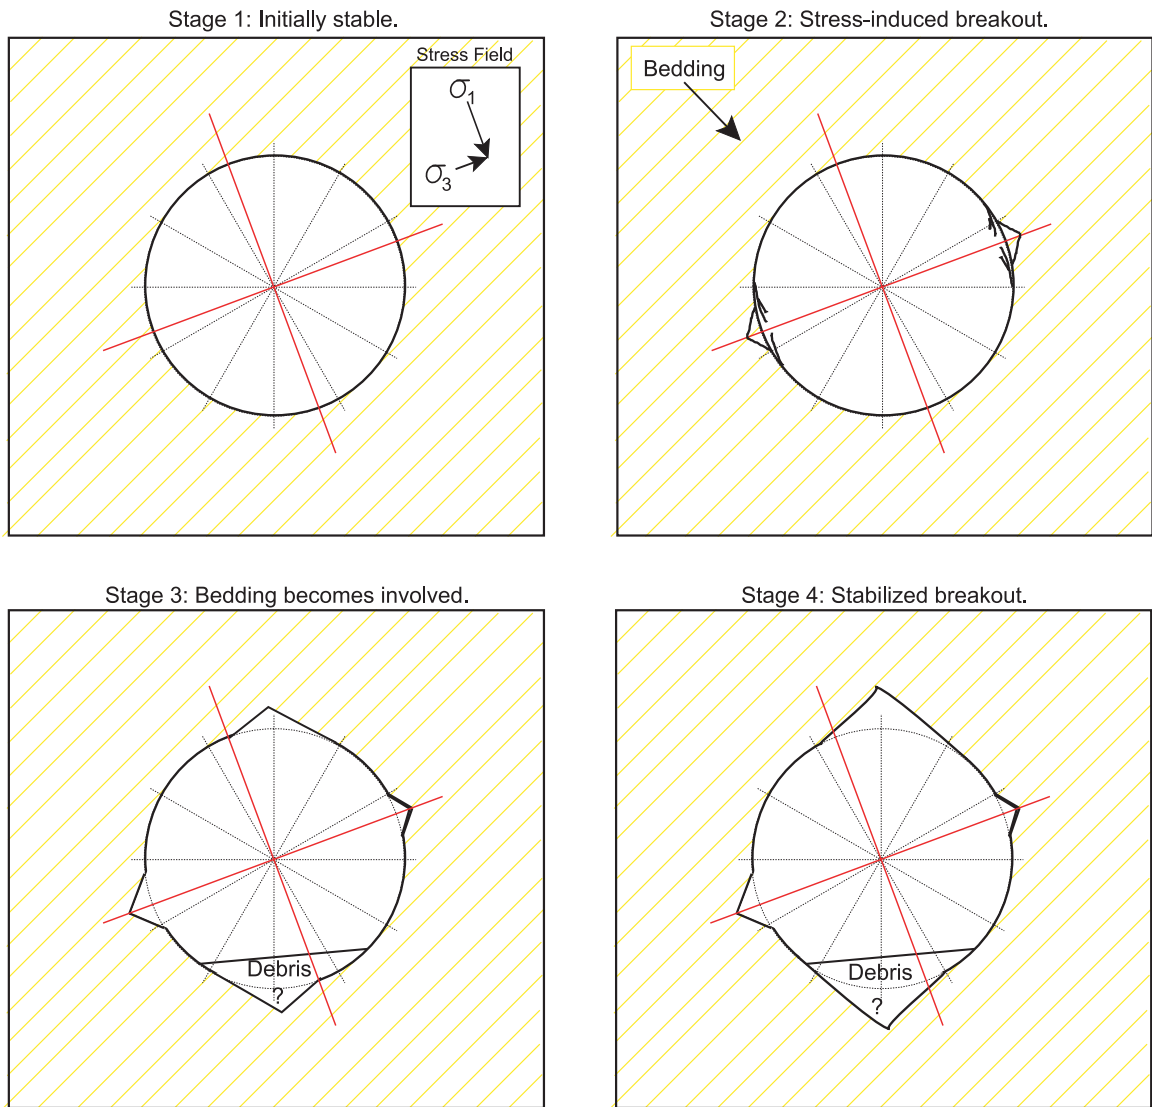 Stage 1: Initially stable.
Stress Field
σ1
σ3
Stage 2: Stress-induced breakout.
Bedding
Stage 3: Bedding becomes involved.
Debris
?
Stage 4: Stabilized breakout.
Debris
?